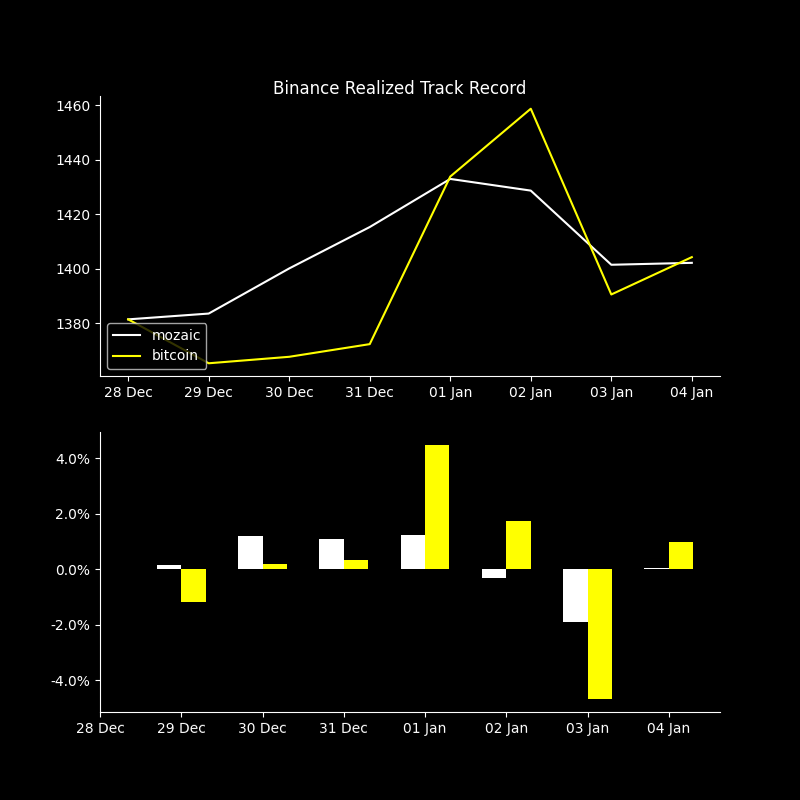 Binance Realized Track Record
1460
1440
1420
1400
1380
mozaic
bitcoin
28 Dec 29 Dec 30 Dec 31 Dec 01 Jan 02 Jan 03 Jan 04 Jan
4.0%
2.0%
0.0%
-2.0%
-4.0%
28 Dec 29 Dec 30 Dec 31 Dec 01 Jan 02 Jan 03 Jan 04 Jan